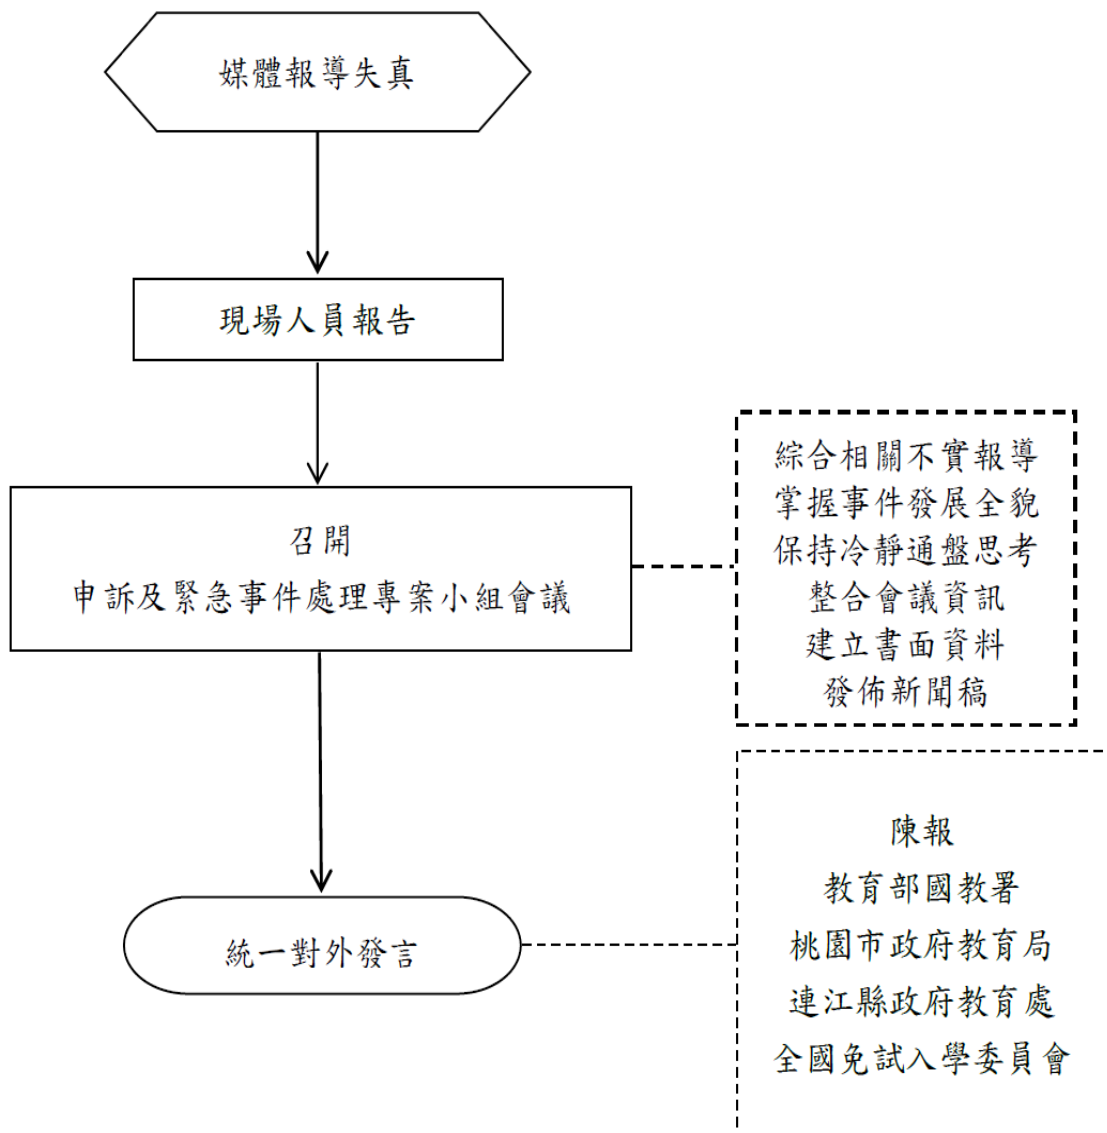 媒體報導失真
現場人員報告
召開
申訴及緊急事件處理專案小組會議
綜合相關不實報導
掌握事件發展全貌
保持冷靜通盤思考
整合會議資訊
建立書面資料
發佈新聞稿
統一對外發言
陳報
教育部國教署
桃園市政府教育局
連江縣政府教育處
全國免試入學委員會